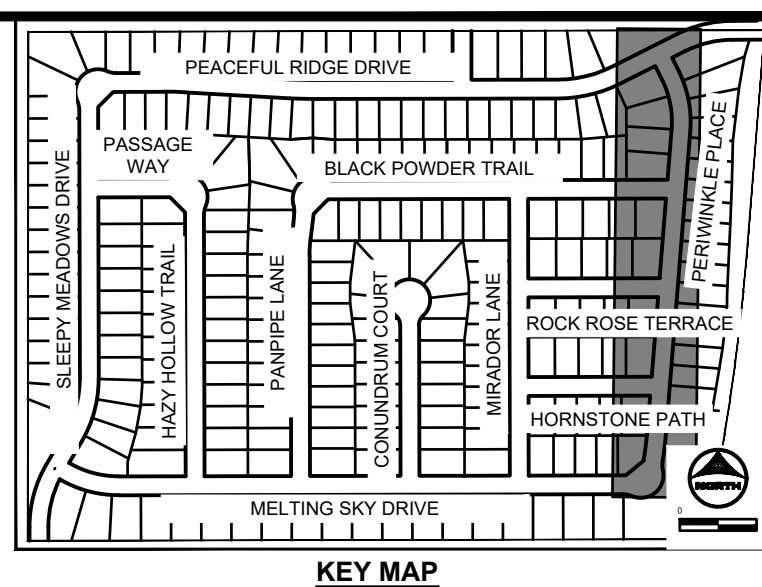 PEACEFUL RIDGE DRIVE
PASSAGE
WAY
BLACK POWDER TRAIL
SLEEPY MEADOWS DRIVE
HAZY HOLLOW TRAIL
PANPIPE LANE
CONUNDRUM COURT
MIRADOR LANE
PERIWINKLE PLACE
ROCK ROSE TERRACE
HORNSTONE PATH
MELTING SKY DRIVE
NORTH
0
KEY MAP